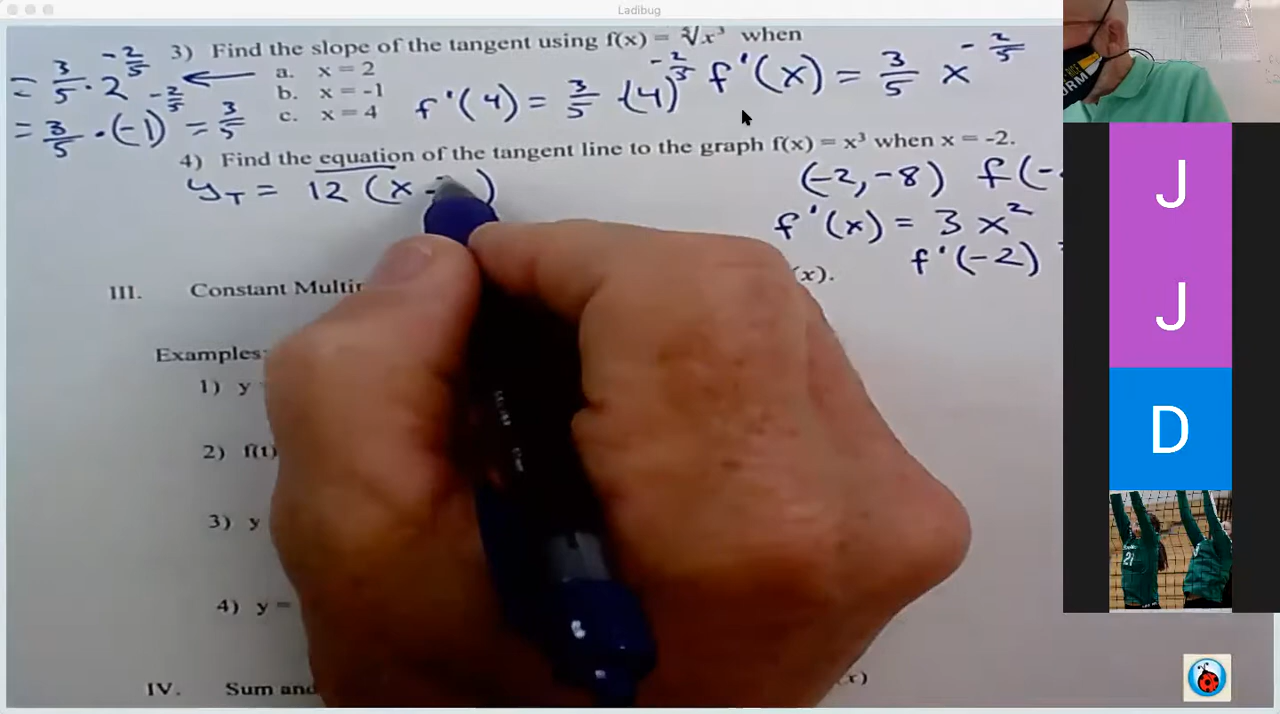 Ladibug
3) Find the slope of the tangent using f(x) = ⁵√x³ when
a. x = 2
b. x = -1
c. x = 4
= 3/5 · 2^(-2/5)
= 3/5 · (-1)^(-2/5) = 3/5
f'(4) = 3/5 · (4)^(-2/5)
f'(x) = 3/5 x^(-2/5)
4) Find the equation of the tangent line to the graph f(x) = x³ when x = -2.
y_T = 12 (x - )
(-2, -8) f(-
f'(x) = 3x²
f'(-2)
III. Constant (x).
Examples:
1) y
2) f(t)
3) y
4) y =
IV. Sum and (x)
J
J
D
21